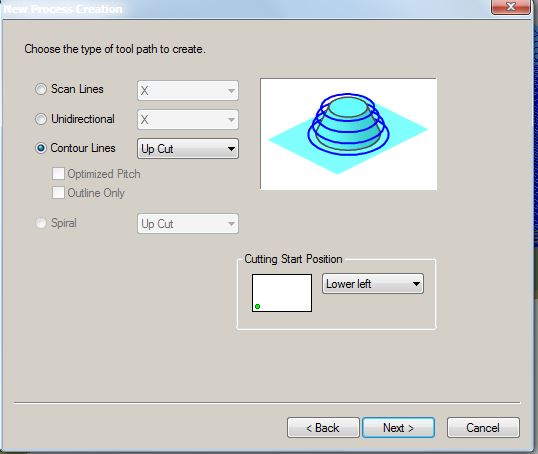 New Process Creation
Choose the type of tool path to create.
Scan Lines X
Unidirectional X
Contour Lines Up Cut
Optimized Pitch
Outline Only
Spiral Up Cut
Cutting Start Position
Lower left
< Back Next > Cancel